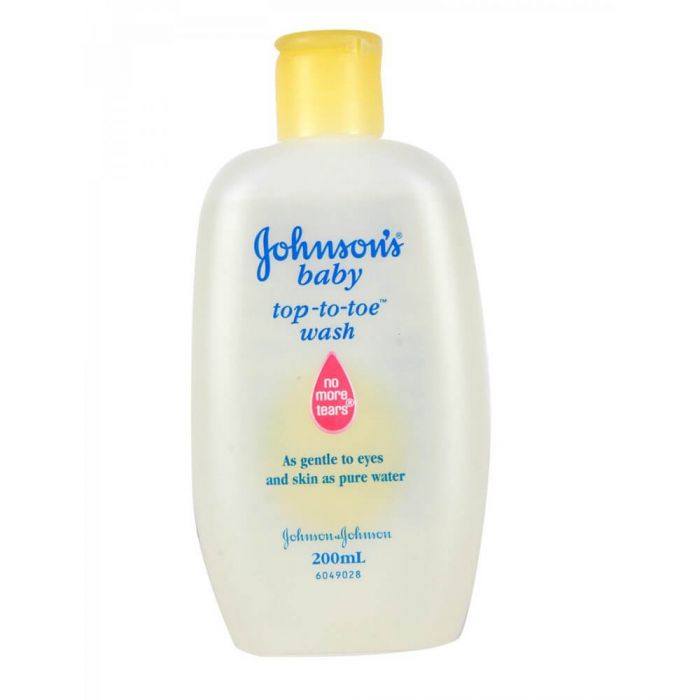 Johnson's®
baby
top-to-toe™
wash
no
more
tears®
As gentle to eyes
and skin as pure water
Johnson & Johnson
200mL
6049028